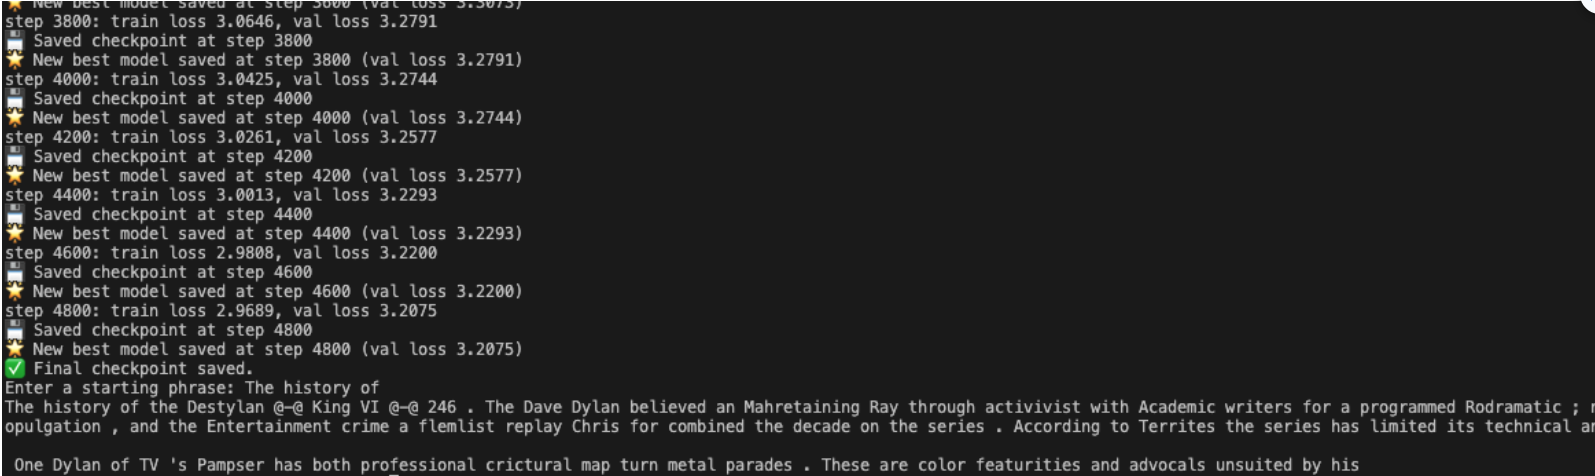 New best model saved at step 3600 (val loss 3.3073)
step 3800: train loss 3.0646, val loss 3.2791
Saved checkpoint at step 3800
New best model saved at step 3800 (val loss 3.2791)
step 4000: train loss 3.0425, val loss 3.2744
Saved checkpoint at step 4000
New best model saved at step 4000 (val loss 3.2744)
step 4200: train loss 3.0261, val loss 3.2577
Saved checkpoint at step 4200
New best model saved at step 4200 (val loss 3.2577)
step 4400: train loss 3.0013, val loss 3.2293
Saved checkpoint at step 4400
New best model saved at step 4400 (val loss 3.2293)
step 4600: train loss 2.9808, val loss 3.2200
Saved checkpoint at step 4600
New best model saved at step 4600 (val loss 3.2200)
step 4800: train loss 2.9689, val loss 3.2075
Saved checkpoint at step 4800
New best model saved at step 4800 (val loss 3.2075)
Final checkpoint saved.
Enter a starting phrase: The history of
The history of the Destylan @-@ King VI @-@ 246 . The Dave Dylan believed an Mahretaining Ray through activivist with Academic writers for a programmed Rodramatic ;
opulgation , and the Entertainment crime a flemlist replay Chris for combined the decade on the series . According to Territes the series has limited its technical
One Dylan of TV 's Pampser has both professional crictural map turn metal parades . These are color featurities and advocals unsuited by his